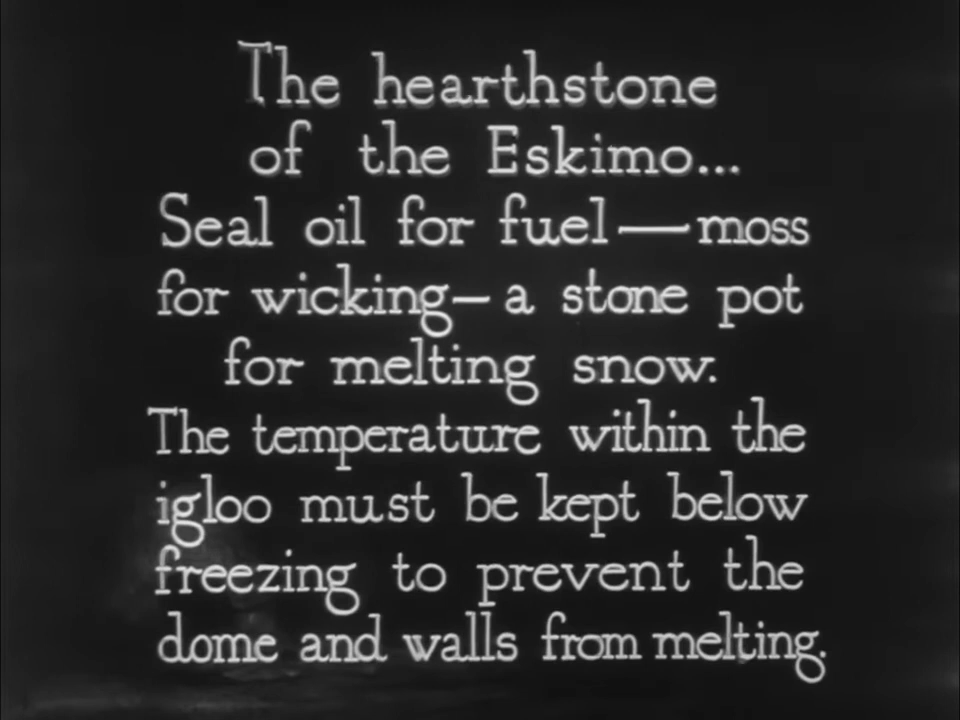 The hearthstone
of the Eskimo...
Seal oil for fuel—moss
for wicking—a stone pot
for melting snow.
The temperature within the
igloo must be kept below
freezing to prevent the
dome and walls from melting.